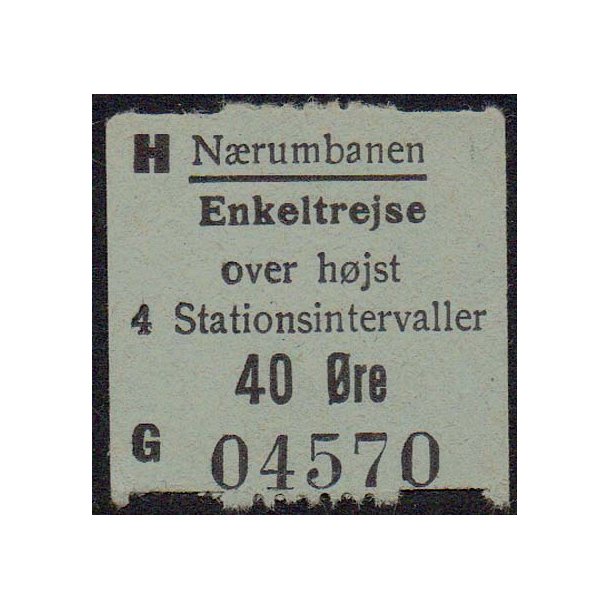 H Nærumbanen
Enkeltrejse
over højst
4 Stationsintervaller
40 Øre
G 04570